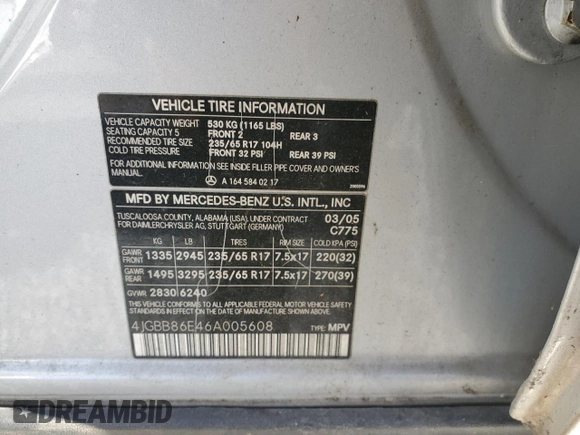 VEHICLE TIRE INFORMATION
VEHICLE CAPACITY WEIGHT 530 KG (1165 LBS)
SEATING CAPACITY 5 FRONT 2 REAR 3
RECOMMENDED TIRE SIZE 235/65 R17 104H
COLD TIRE PRESSURE FRONT 32 PSI REAR 39 PSI
FOR ADDITIONAL INFORMATION SEE INSIDE FILLER PIPE COVER AND OWNER'S
MANUAL
A 164 584 02 17
MFD BY MERCEDES-BENZ U.S. INTL., INC
TUSCALOOSA COUNTY, ALABAMA (USA) UNDER CONTRACT 03/05
FOR DAIMLERCHRYSLER AG, STUTTGART (GERMANY) C775
KG LB TIRES RIM SIZE COLD KPA (PSI)
GAWR FRONT 1335 2945 235/65 R17 7.5x17 220(32)
GAWR REAR 1495 3295 235/65 R17 7.5x17 270(39)
GVWR 2830 6240
THIS VEHICLE CONFORMS TO ALL APPLICABLE FEDERAL MOTOR VEHICLE SAFETY
AND THEFT PREVENTION STANDARDS IN EFFECT ON THE DATE OF MANUFACTURE
SHOWN ABOVE.
4JGBB86E46A005608 TYPE: MPV
DREAMBID